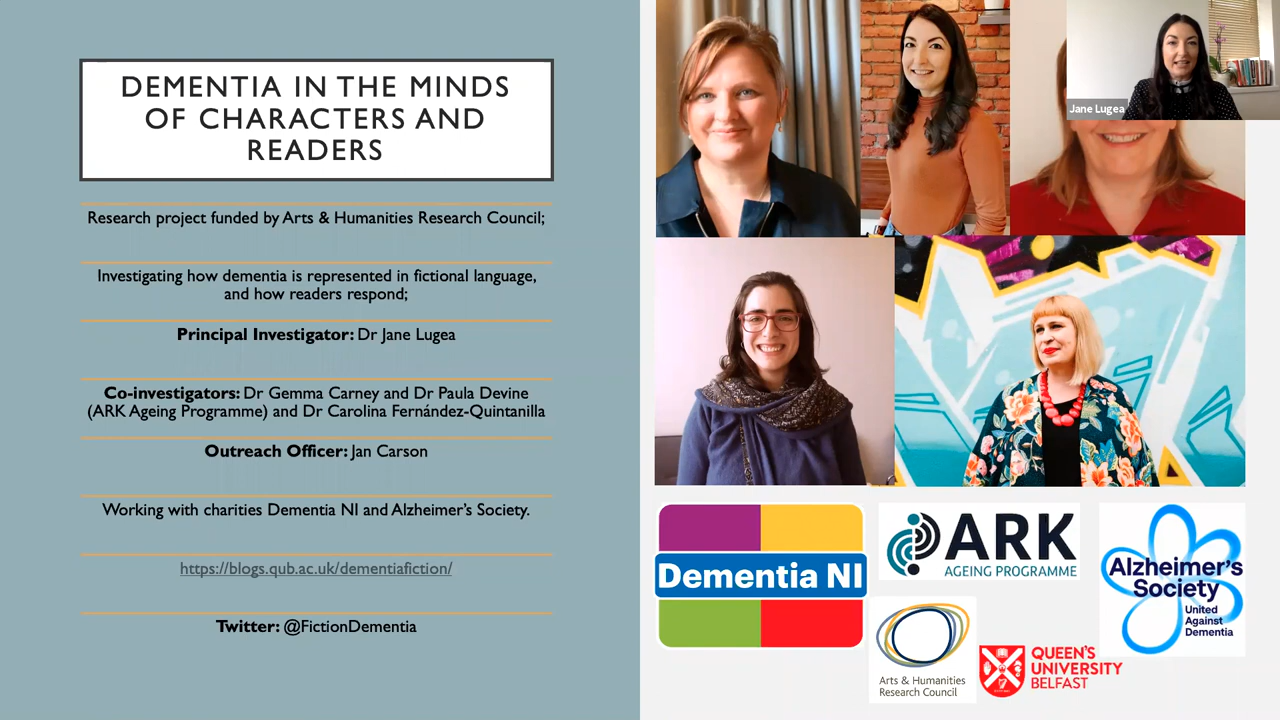 DEMENTIA IN THE MINDS
OF CHARACTERS AND
READERS
Research project funded by Arts & Humanities Research Council;
Investigating how dementia is represented in fictional language,
and how readers respond;
Principal Investigator: Dr Jane Lugea
Co-investigators: Dr Gemma Carney and Dr Paula Devine
(ARK Ageing Programme) and Dr Carolina Fernández-Quintanilla
Outreach Officer: Jan Carson
Working with charities Dementia NI and Alzheimer's Society.
https://blogs.qub.ac.uk/dementiafiction/
Twitter: @FictionDementia
Jane Lugea
Dementia NI
ARK
AGEING PROGRAMME
Alzheimer's
Society
United
Against
Dementia
Arts & Humanities
Research Council
QUEEN'S
UNIVERSITY
BELFAST